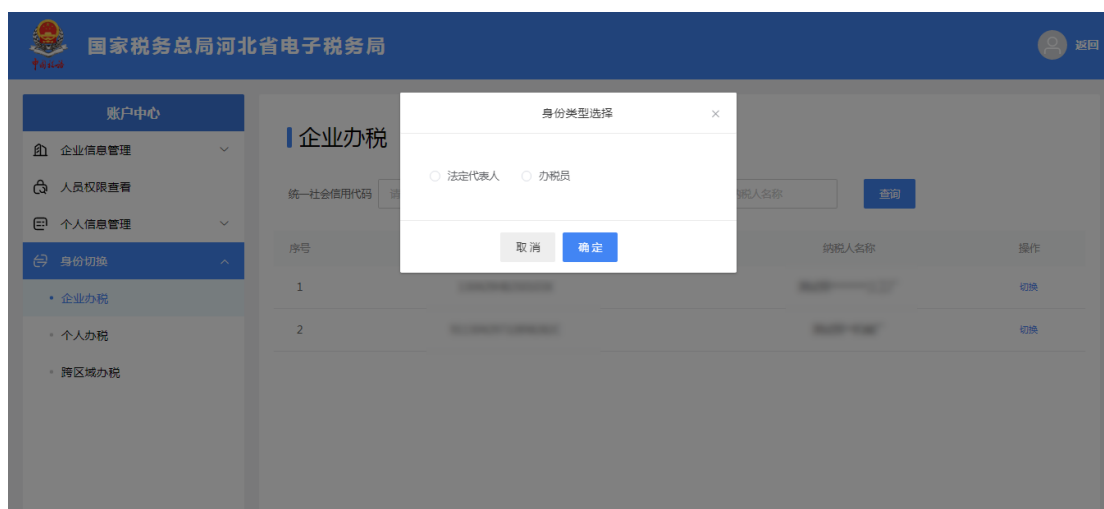 国家税务总局河北省电子税务局
返回
账户中心
企业信息管理
人员权限查看
个人信息管理
身份切换
企业办税
个人办税
跨区域办税
身份类型选择
法定代表人 办税员
取消 确定
企业办税
统一社会信用代码 税人名称 查询
序号 纳税人名称 操作
1 切换
2 切换